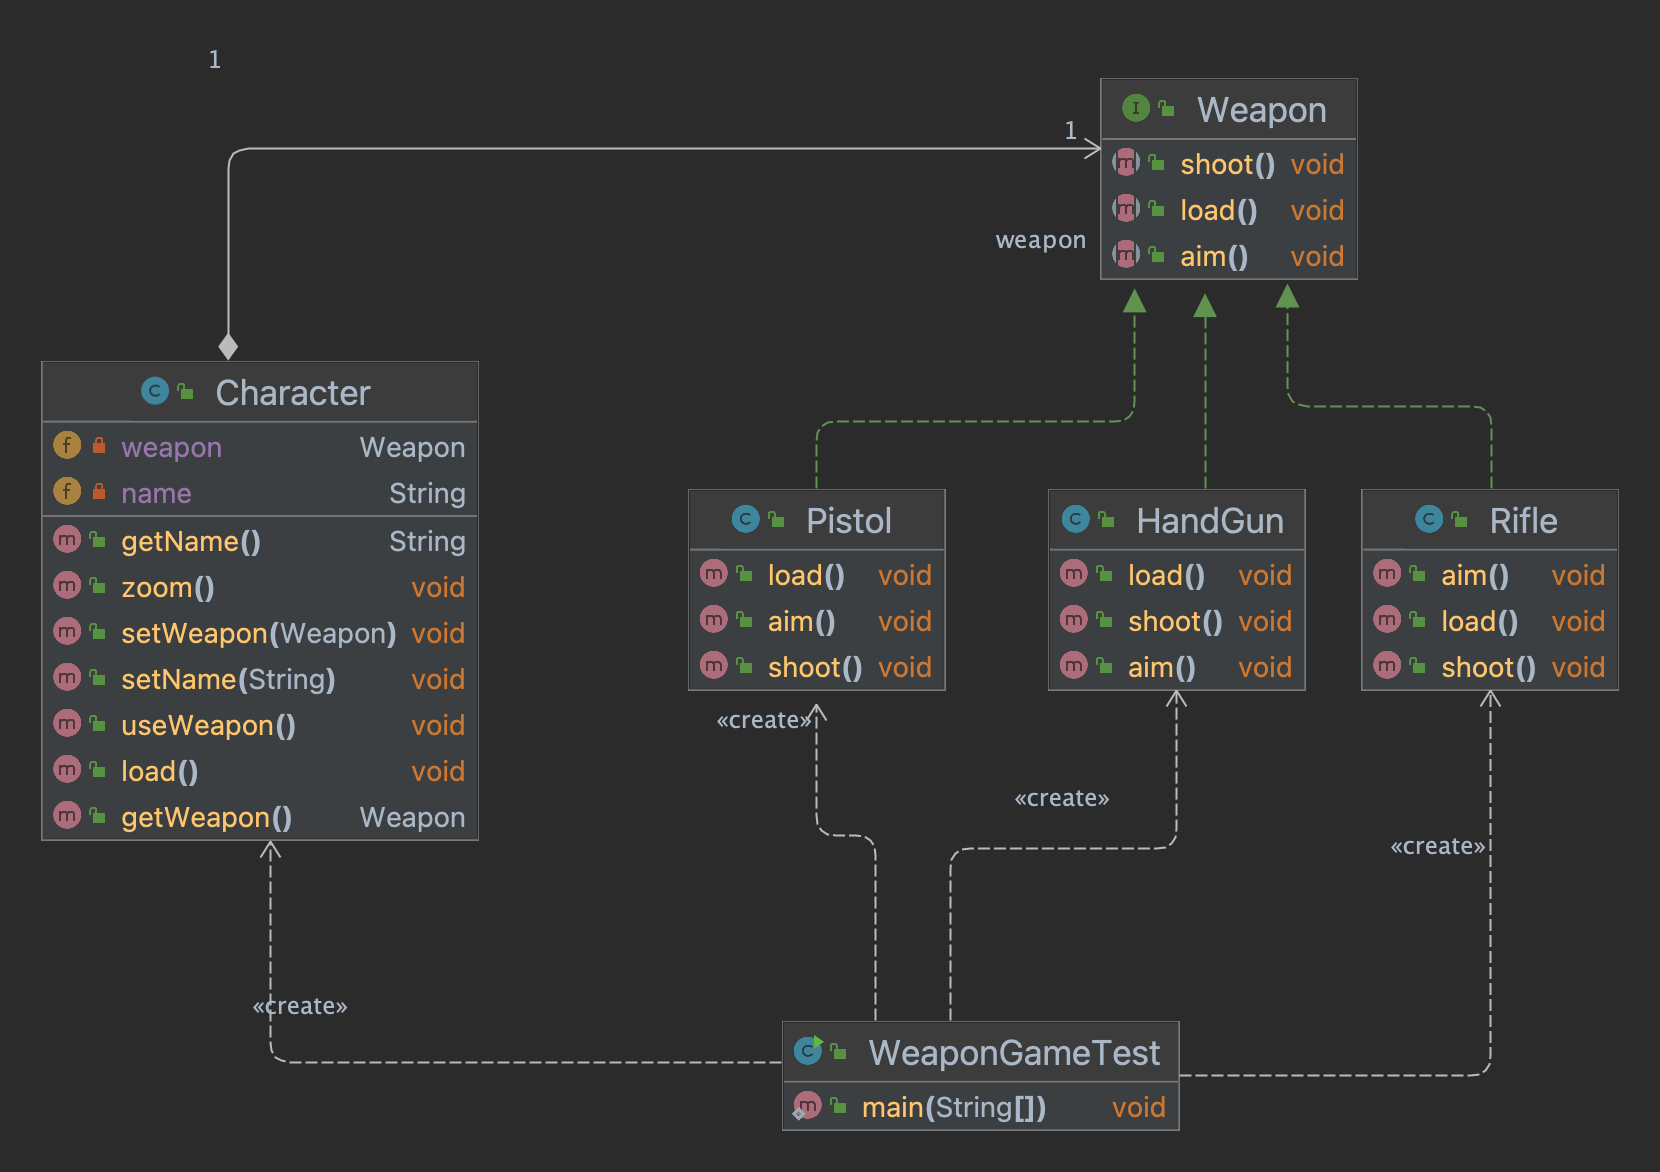 1
Weapon
1
shoot() void
load() void
weapon
aim() void
Character
weapon Weapon
name String
getName() String
zoom() void
setWeapon(Weapon) void
setName(String) void
useWeapon() void
load() void
getWeapon() Weapon
Pistol
load() void
aim() void
shoot() void
HandGun
load() void
shoot() void
aim() void
Rifle
aim() void
load() void
shoot() void
«create»
«create»
«create»
«create»
WeaponGameTest
main(String[]) void